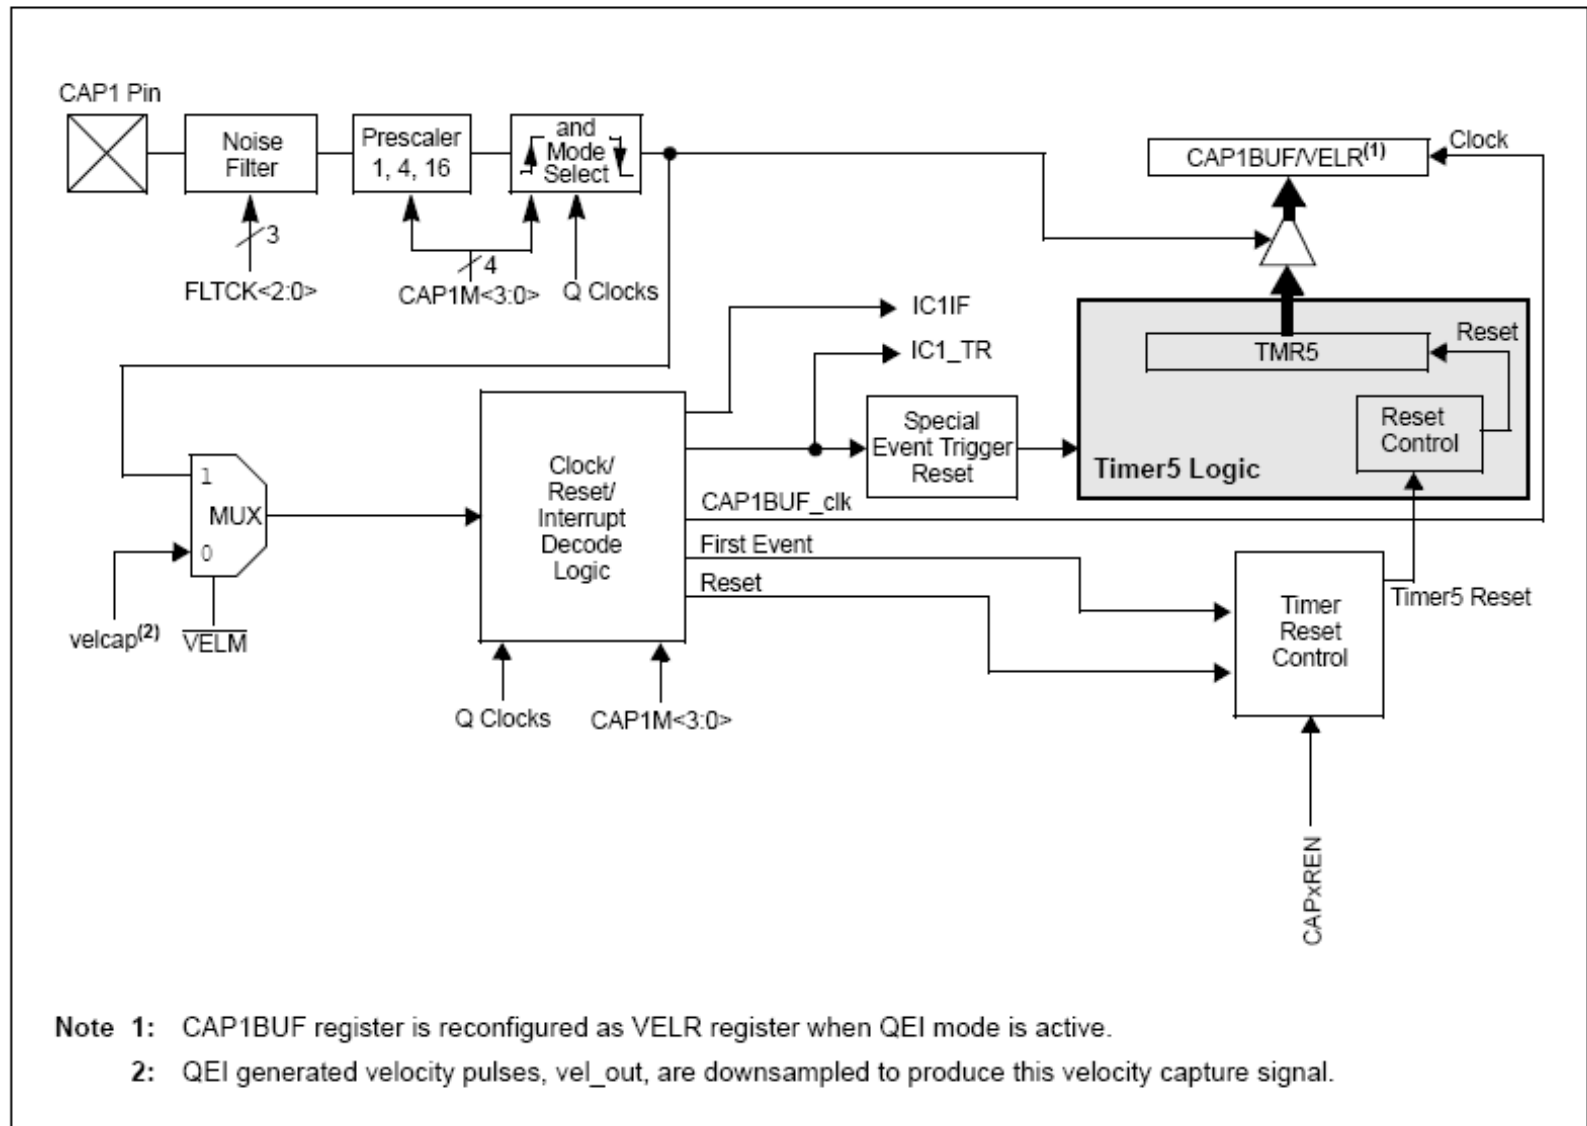 CAP1 Pin
Noise
Filter
Prescaler
1, 4, 16
and
Mode
Select
3
FLTCK<2:0>
4
CAP1M<3:0>
Q Clocks
CAP1BUF/VELR(1)
Clock
IC1IF
IC1_TR
TMR5
Reset
Reset
Control
Timer5 Logic
Special
Event Trigger
Reset
Clock/
Reset/
Interrupt
Decode
Logic
CAP1BUF_clk
First Event
Reset
1
MUX
0
velcap(2)
VELM
Q Clocks
CAP1M<3:0>
Timer
Reset
Control
Timer5 Reset
CAPxREN
Note 1: CAP1BUF register is reconfigured as VELR register when QEI mode is active.
2: QEI generated velocity pulses, vel_out, are downsampled to produce this velocity capture signal.